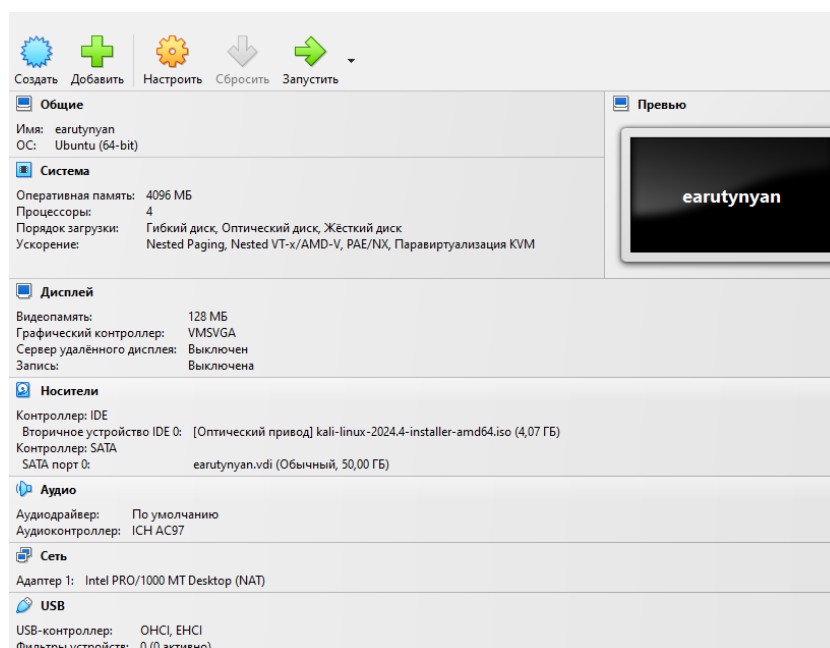 Создать Добавить Настроить Сбросить Запустить
Общие
Имя: earutynyan
ОС: Ubuntu (64-bit)
Превью
earutynyan
Система
Оперативная память: 4096 МБ
Процессоры: 4
Порядок загрузки: Гибкий диск, Оптический диск, Жёсткий диск
Ускорение: Nested Paging, Nested VT-x/AMD-V, PAE/NX, Паравиртуализация KVM
Дисплей
Видеопамять: 128 МБ
Графический контроллер: VMSVGA
Сервер удалённого дисплея: Выключен
Запись: Выключена
Носители
Контроллер: IDE
Вторичное устройство IDE 0: [Оптический привод] kali-linux-2024.4-installer-amd64.iso (4,07 ГБ)
Контроллер: SATA
SATA порт 0: earutynyan.vdi (Обычный, 50,00 ГБ)
Аудио
Аудиодрайвер: По умолчанию
Аудиоконтроллер: ICH AC97
Сеть
Адаптер 1: Intel PRO/1000 MT Desktop (NAT)
USB
USB-контроллер: OHCI, EHCI
Фильтры устройств: 0 (0 активно)